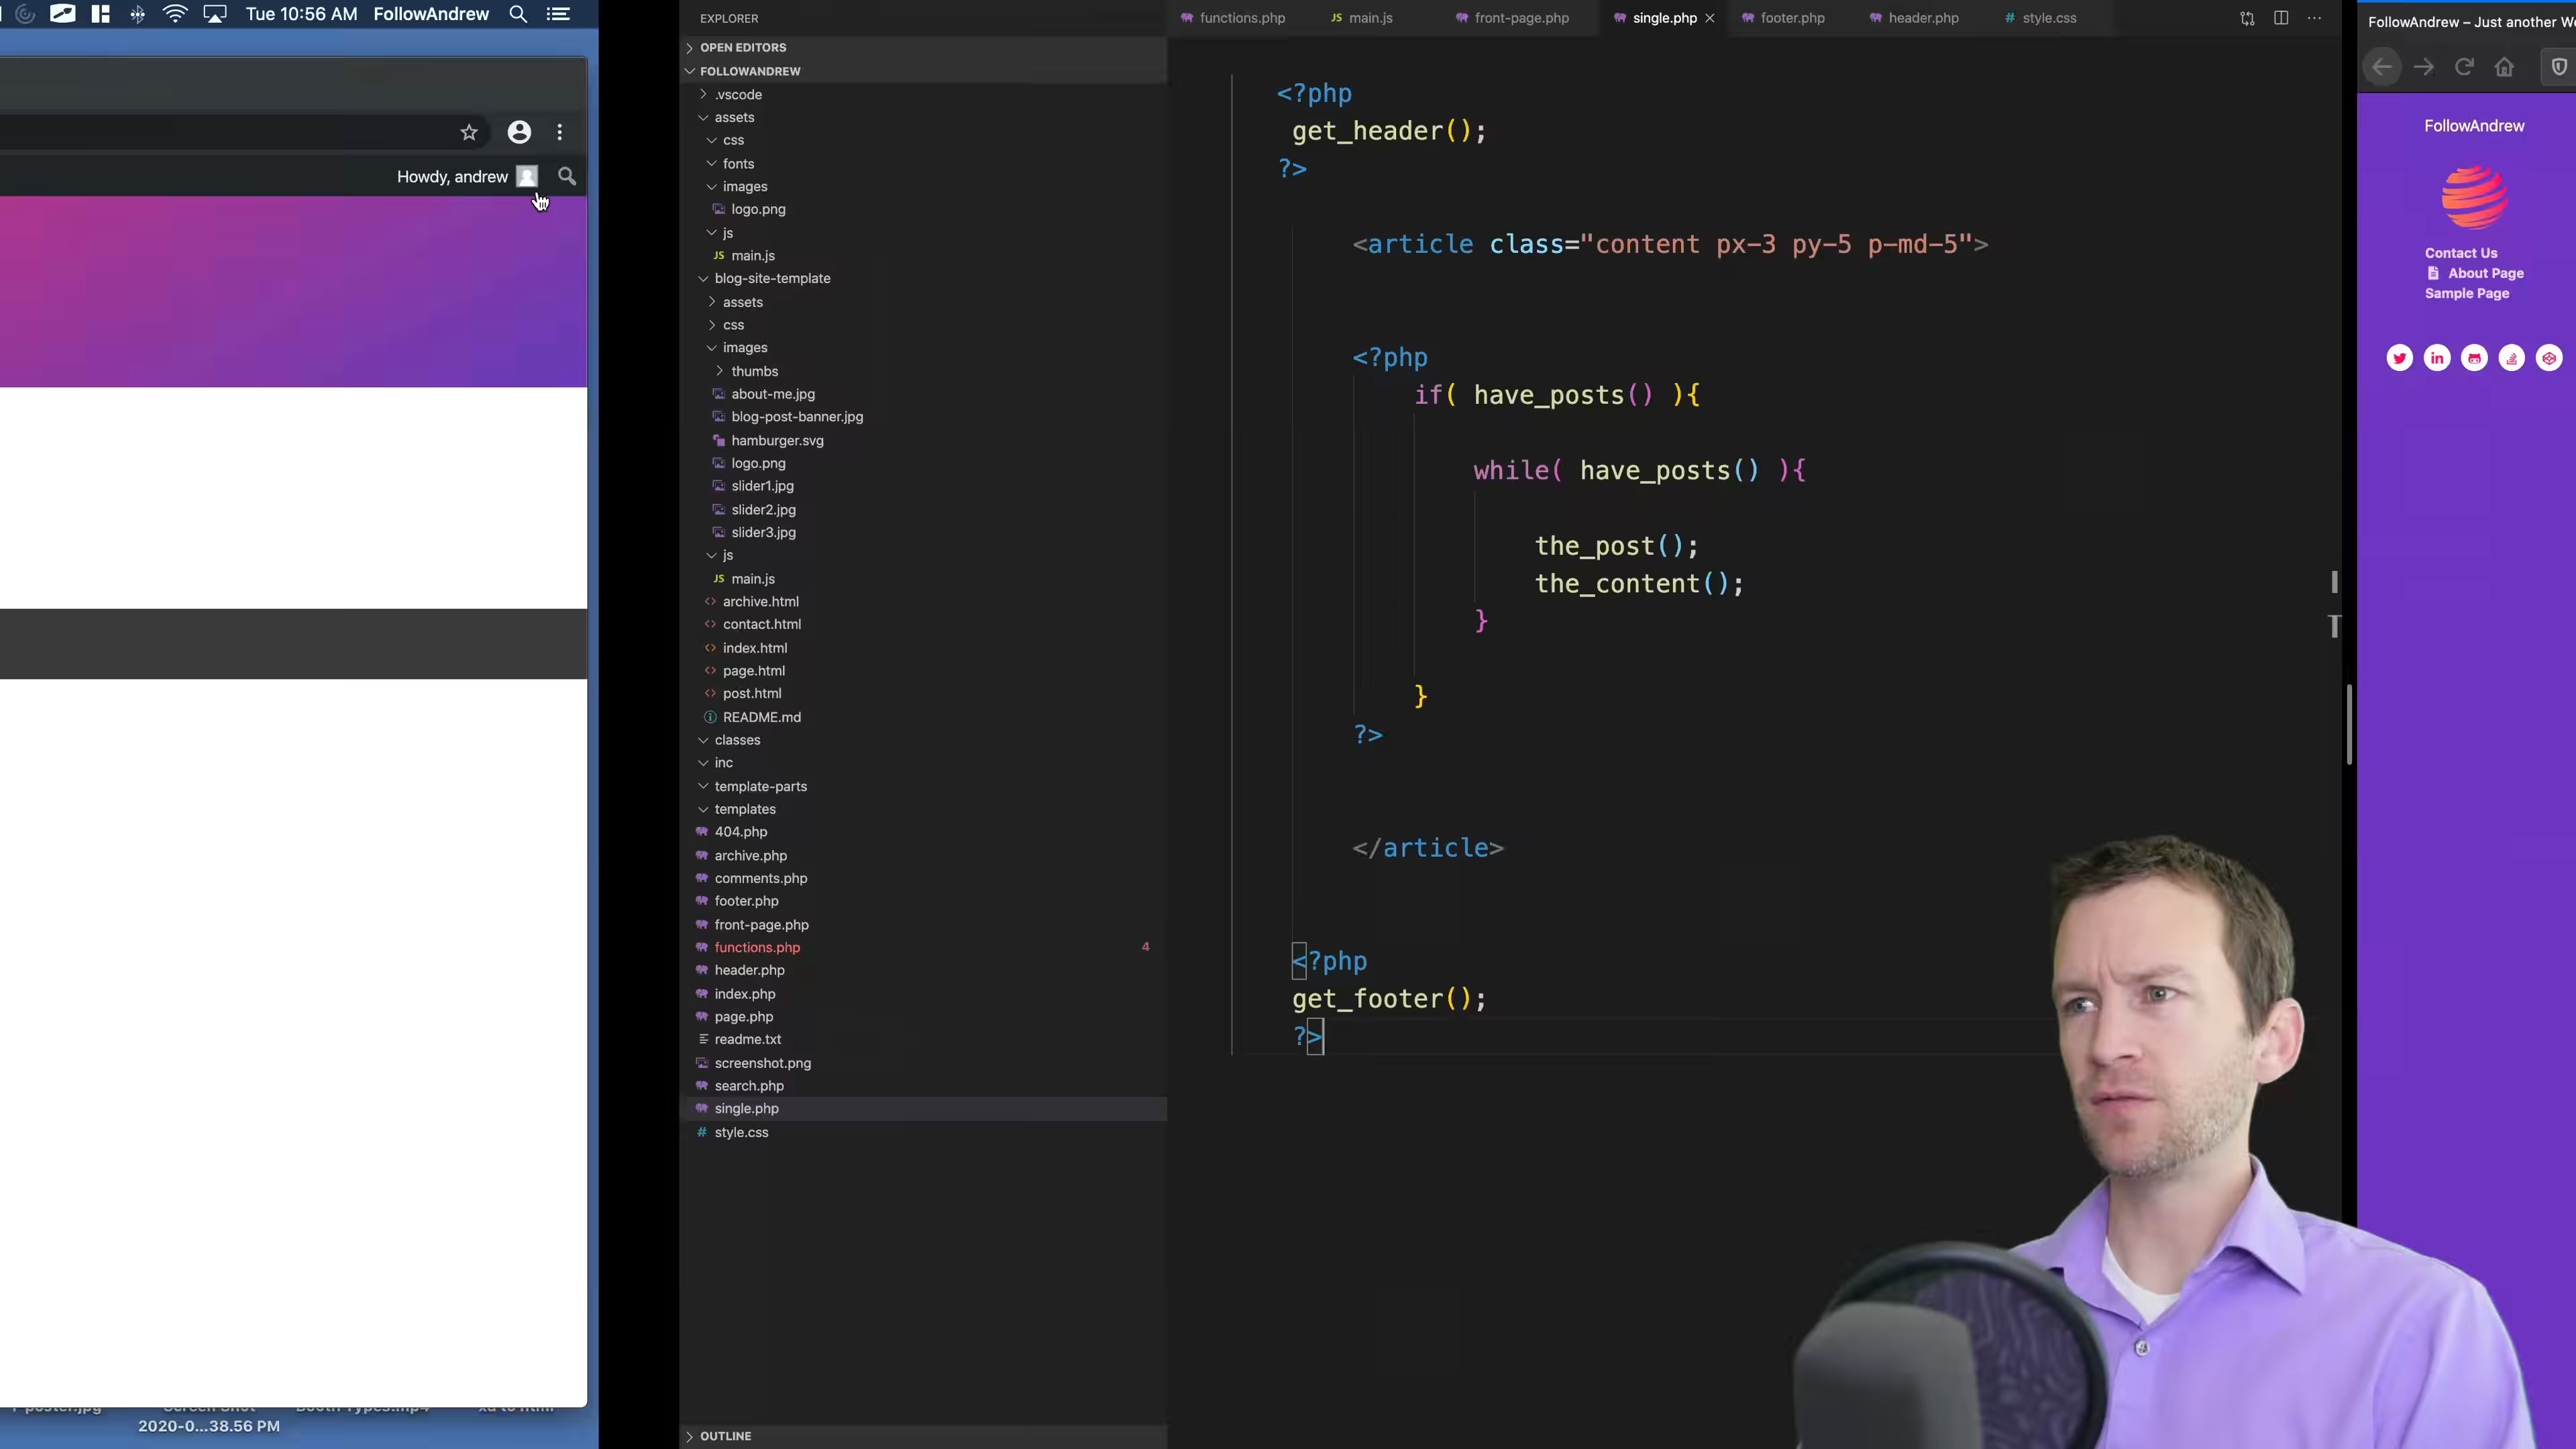 Tue 10:56 AM FollowAndrew
Howdy, andrew
2020-0...38.56 PM
EXPLORER
OPEN EDITORS
FOLLOWANDREW
.vscode
assets
css
fonts
images
logo.png
js
JS main.js
blog-site-template
assets
css
images
thumbs
about-me.jpg
blog-post-banner.jpg
hamburger.svg
logo.png
slider1.jpg
slider2.jpg
slider3.jpg
js
JS main.js
<> archive.html
<> contact.html
<> index.html
<> page.html
<> post.html
README.md
classes
inc
template-parts
templates
404.php
archive.php
comments.php
footer.php
front-page.php
functions.php 4
header.php
index.php
page.php
readme.txt
screenshot.png
search.php
single.php
# style.css
OUTLINE
functions.php JS main.js front-page.php single.php footer.php header.php # style.css
<?php
get_header();
?>
<article class="content px-3 py-5 p-md-5">
<?php
if( have_posts() ){
while( have_posts() ){
the_post();
the_content();
}
}
?>
</article>
<?php
get_footer();
?>
FollowAndrew – Just another
FollowAndrew
Contact Us
About Page
Sample Page